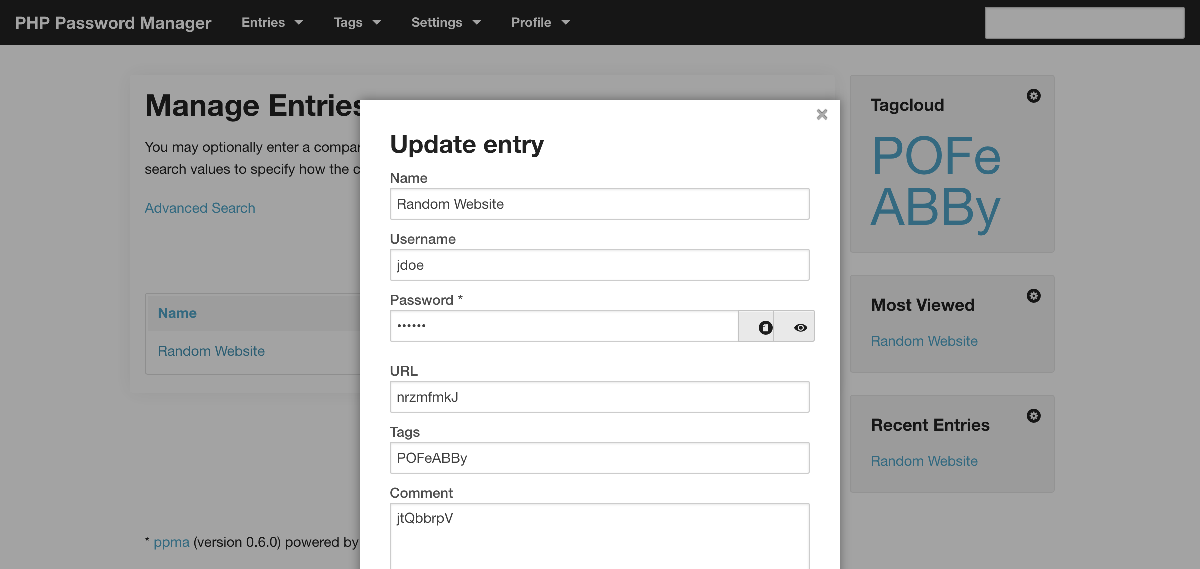 PHP Password Manager Entries Tags Settings Profile
Manage Entries
You may optionally enter a compar
search values to specify how the c
Advanced Search
Name
Random Website
* ppma (version 0.6.0) powered by
Update entry
Name
Random Website
Username
jdoe
Password *
••••••
URL
nrzmfmkJ
Tags
POFeABBy
Comment
jtQbbrpV
Tagcloud
POFe
ABBy
Most Viewed
Random Website
Recent Entries
Random Website